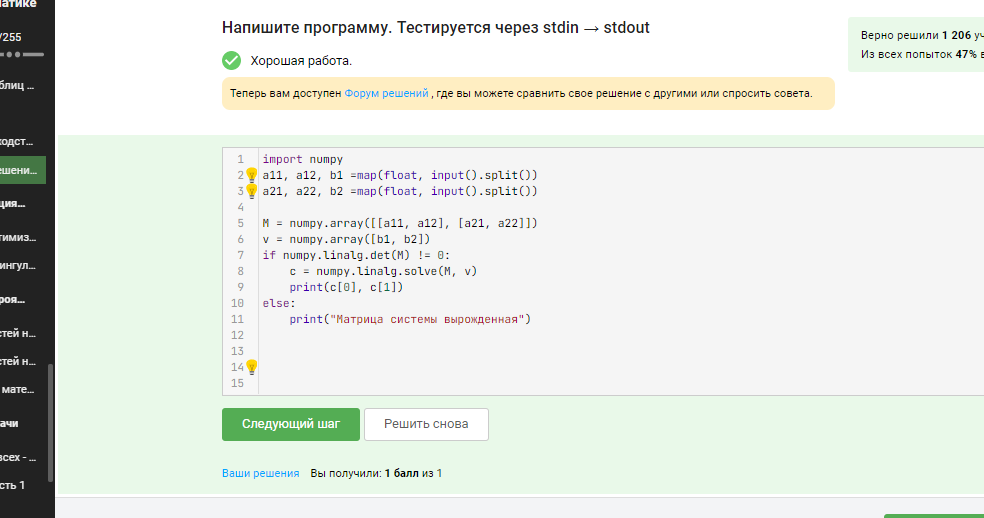 матике
/255
блиц ...
ходст...
ешени...
ция...
тимиз...
ингул...
роя...
стей н...
стей н...
мате...
ачи
всех - ...
сть 1
Напишите программу. Тестируется через stdin → stdout
Хорошая работа.
Теперь вам доступен Форум решений , где вы можете сравнить свое решение с другими или спросить совета.
Верно решили 1 206 уч
Из всех попыток 47% в
1 import numpy
2 a11, a12, b1 =map(float, input().split())
3 a21, a22, b2 =map(float, input().split())
4
5 M = numpy.array([[a11, a12], [a21, a22]])
6 v = numpy.array([b1, b2])
7 if numpy.linalg.det(M) != 0:
8     c = numpy.linalg.solve(M, v)
9     print(c[0], c[1])
10 else:
11     print("Матрица системы вырожденная")
12
13
14
15
Следующий шаг
Решить снова
Ваши решения Вы получили: 1 балл из 1